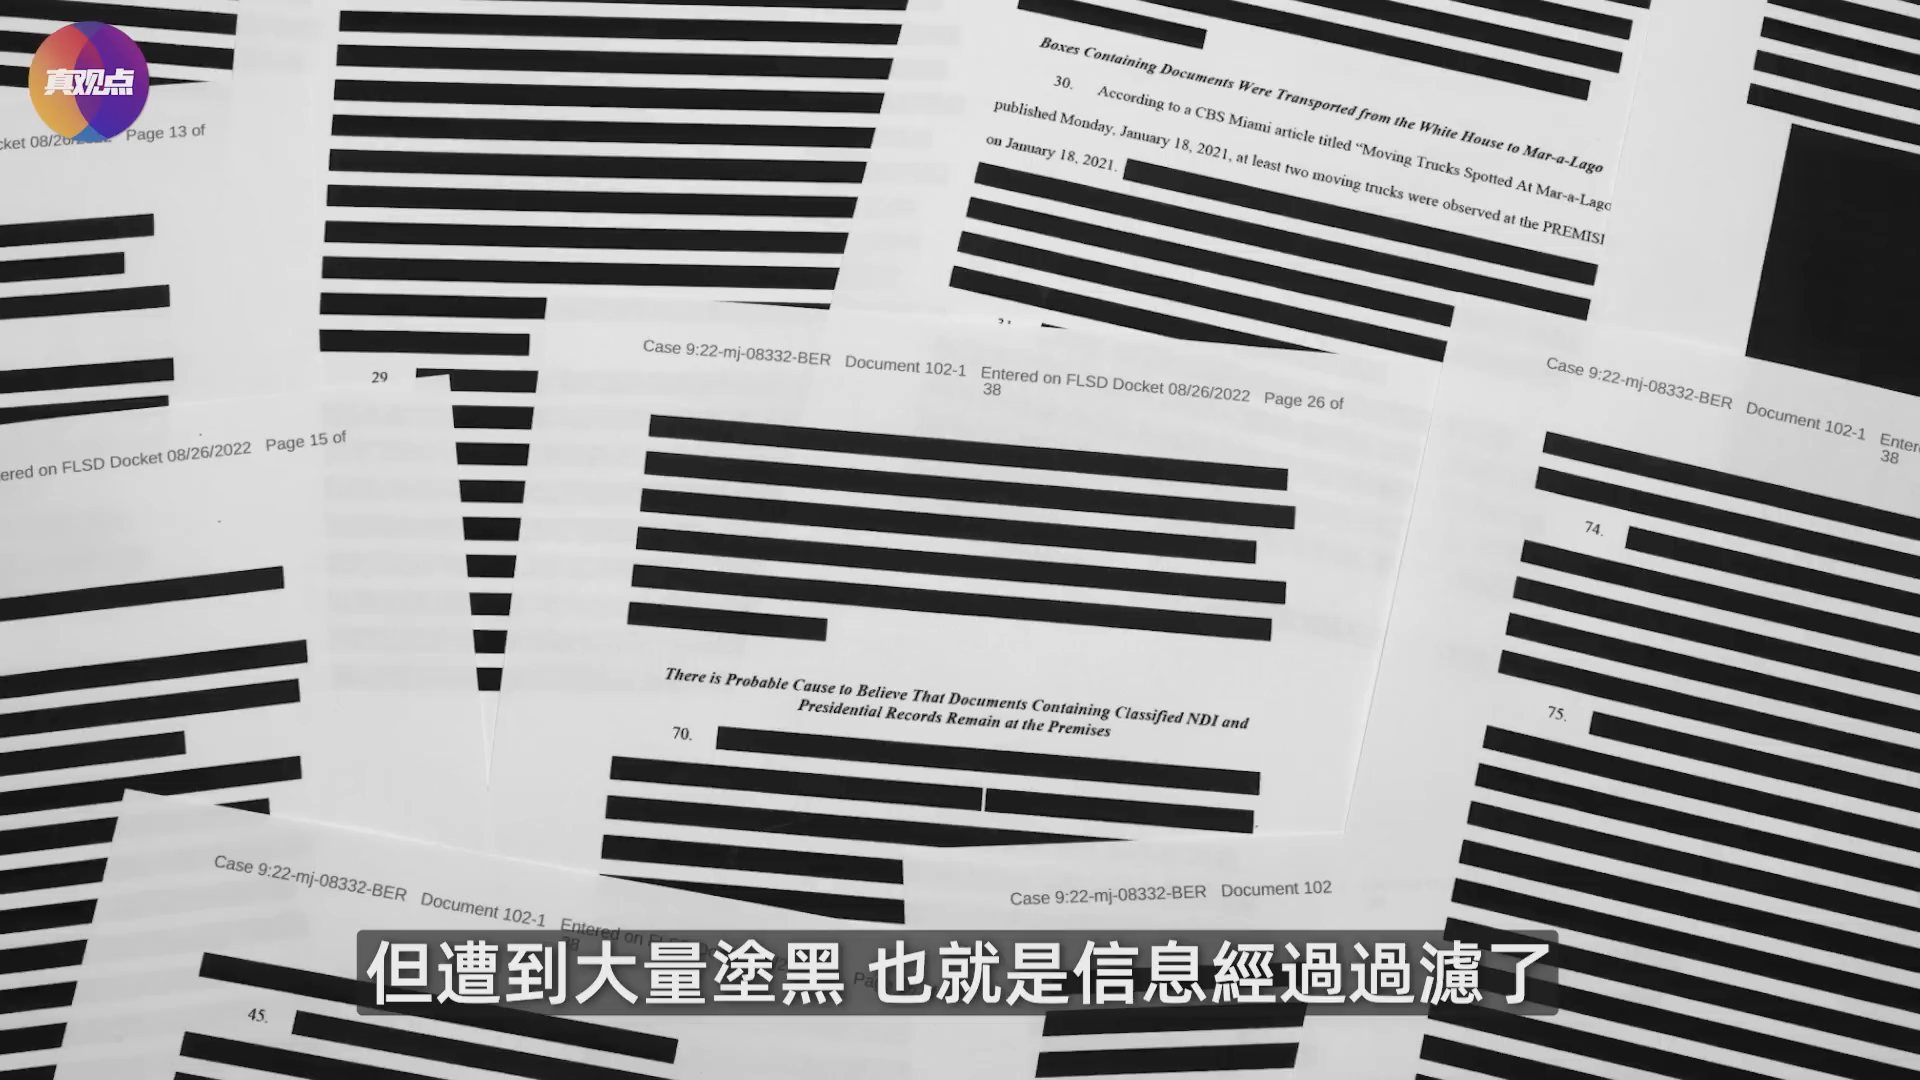 真观点
cket 08/26/2022 Page 13 of
Boxes Containing Documents Were Transported from the White House to Mar-a-Lago
30. According to a CBS Miami article titled “Moving Trucks Spotted At Mar-a-Lago
published Monday, January 18, 2021, at least two moving trucks were observed at the PREMISE
on January 18, 2021.
29
Case 9:22-mj-08332-BER Document 102-1 Entered on FLSD Docket 08/26/2022 Page 26 of
38
Case 9:22-mj-08332-BER Document 102-1 Entere
38
ered on FLSD Docket 08/26/2022 Page 15 of
74.
There is Probable Cause to Believe That Documents Containing Classified NDI and
Presidential Records Remain at the Premises
70.
75.
Case 9:22-mj-08332-BER Document 102-1 Entered on
38
Case 9:22-mj-08332-BER Document 102
但遭到大量塗黑 也就是信息經過過濾了
45.